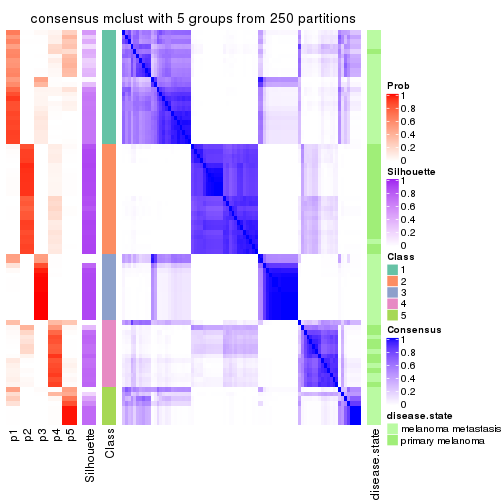 consensus mclust with 5 groups from 250 partitions
p1
p2
p3
p4
p5
Silhouette
Class
disease.state
Prob
1
0.8
0.6
0.4
0.2
0
Silhouette
1
0.8
0.6
0.4
0.2
0
Class
1
2
3
4
5
Consensus
1
0.8
0.6
0.4
0.2
0
disease.state
melanoma metastasis
primary melanoma